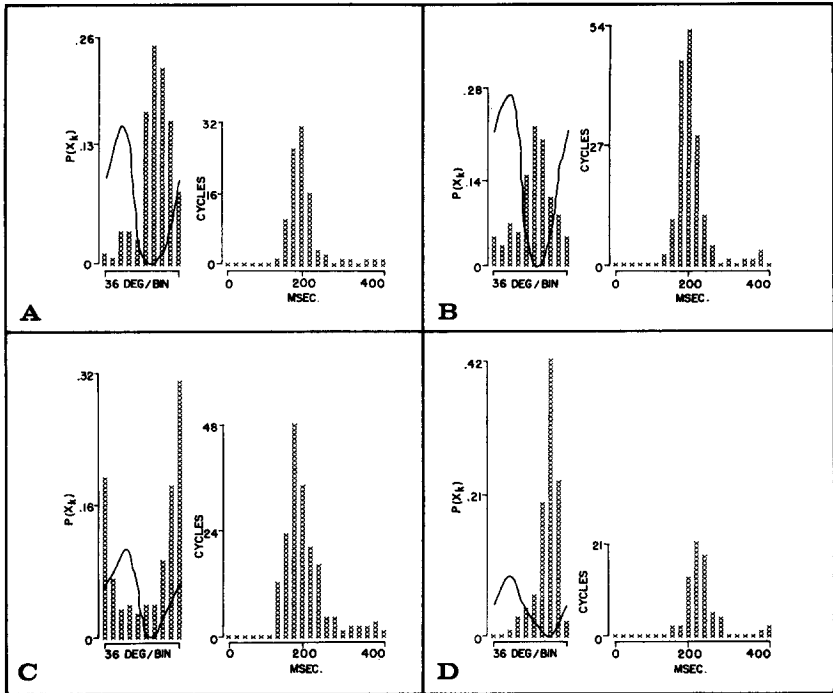 .26
.13
0
P(Xk)
36 DEG/BIN
32
16
0
CYCLES
0 200 400
MSEC.
A
.28
.14
0
P(Xk)
36 DEG/BIN
54
27
0
CYCLES
0 200 400
MSEC.
B
.32
.16
0
P(Xk)
36 DEG/BIN
48
24
0
CYCLES
0 200 400
MSEC.
C
.42
.21
0
P(Xk)
36 DEG/BIN
21
0
CYCLES
0 200 400
MSEC.
D